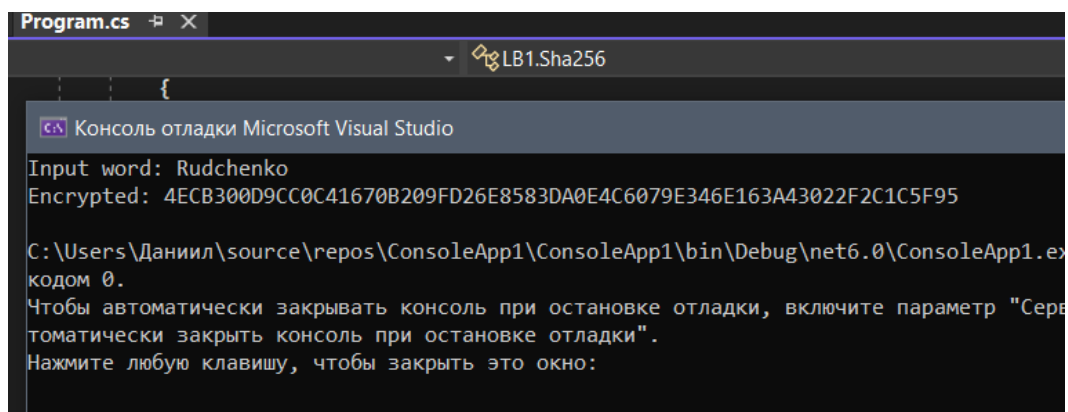 Program.cs
LB1.Sha256
{
Консоль отладки Microsoft Visual Studio
Input word: Rudchenko
Encrypted: 4ECB300D9CC0C41670B209FD26E8583DA0E4C6079E346E163A43022F2C1C5F95
C:\Users\Даниил\source\repos\ConsoleApp1\ConsoleApp1\bin\Debug\net6.0\ConsoleApp1.ex
кодом 0.
Чтобы автоматически закрывать консоль при остановке отладки, включите параметр "Серв
томатически закрыть консоль при остановке отладки".
Нажмите любую клавишу, чтобы закрыть это окно: